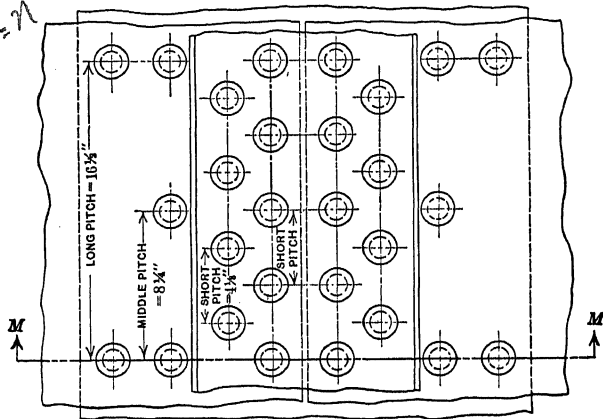 = n
LONG PITCH=16½"
MIDDLE PITCH
=8¼"
SHORT
PITCH
=4⅛"
SHORT
PITCH
M
M